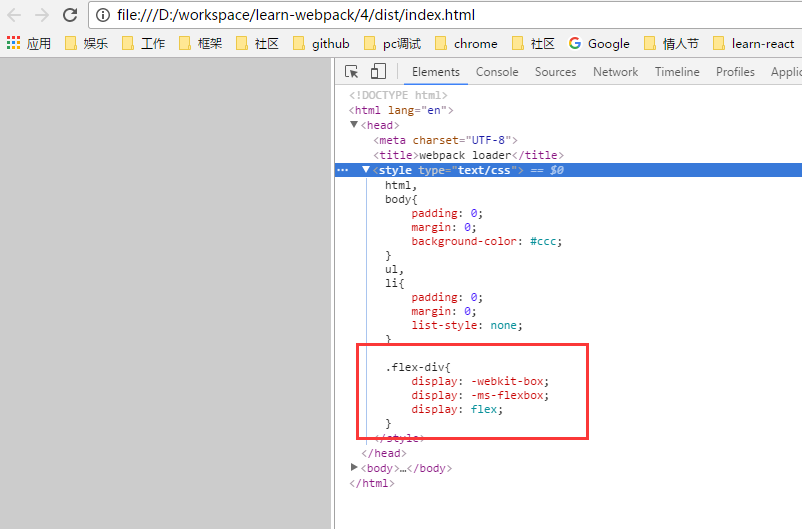 file:///D:/workspace/learn-webpack/4/dist/index.html
应用 娱乐 工作 框架 社区 github pc调试 chrome 社区 Google 情人节 learn-react
Elements Console Sources Network Timeline Profiles Applic
<!DOCTYPE html>
<html lang="en">
<head>
<meta charset="UTF-8">
<title>webpack loader</title>
<style type="text/css"> == $0
html,
body{
padding: 0;
margin: 0;
background-color: #ccc;
}
ul,
li{
padding: 0;
margin: 0;
list-style: none;
}
.flex-div{
display: -webkit-box;
display: -ms-flexbox;
display: flex;
}
</style>
</head>
<body>…</body>
</html>